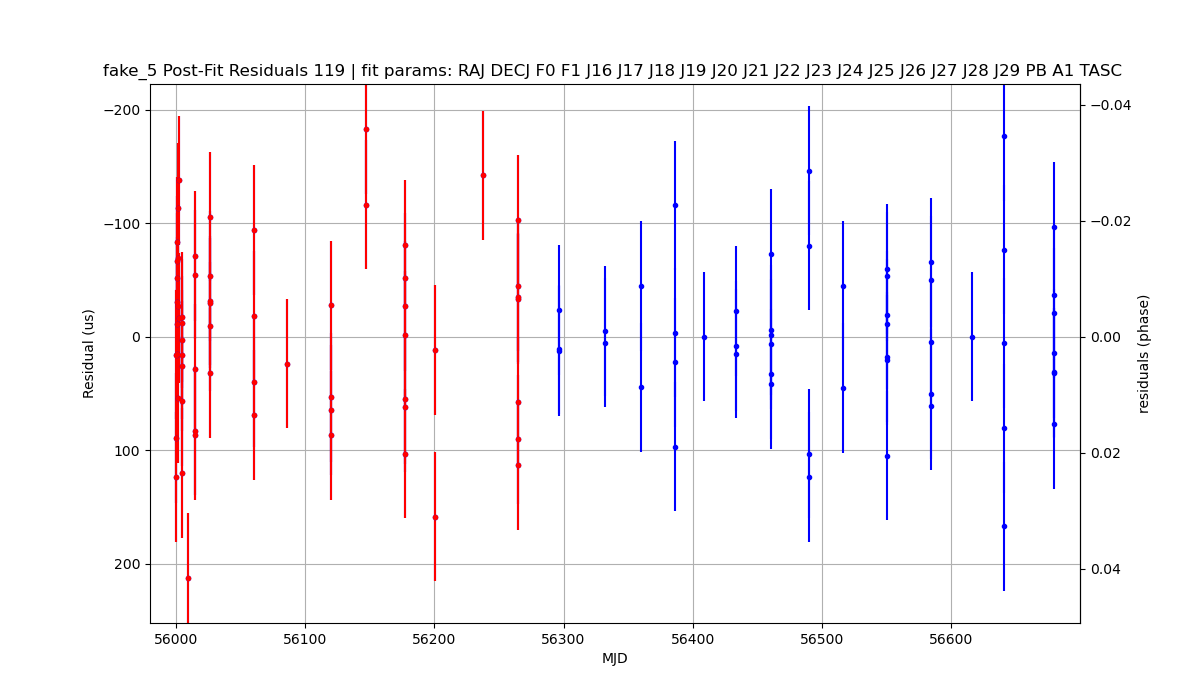 fake_5 Post-Fit Residuals 119 | fit params: RAJ DECJ F0 F1 J16 J17 J18 J19 J20 J21 J22 J23 J24 J25 J26 J27 J28 J29 PB A1 TASC
−200
−100
0
100
200
Residual (us)
56000 56100 56200 56300 56400 56500 56600
MJD
−0.04
−0.02
0.00
0.02
0.04
residuals (phase)